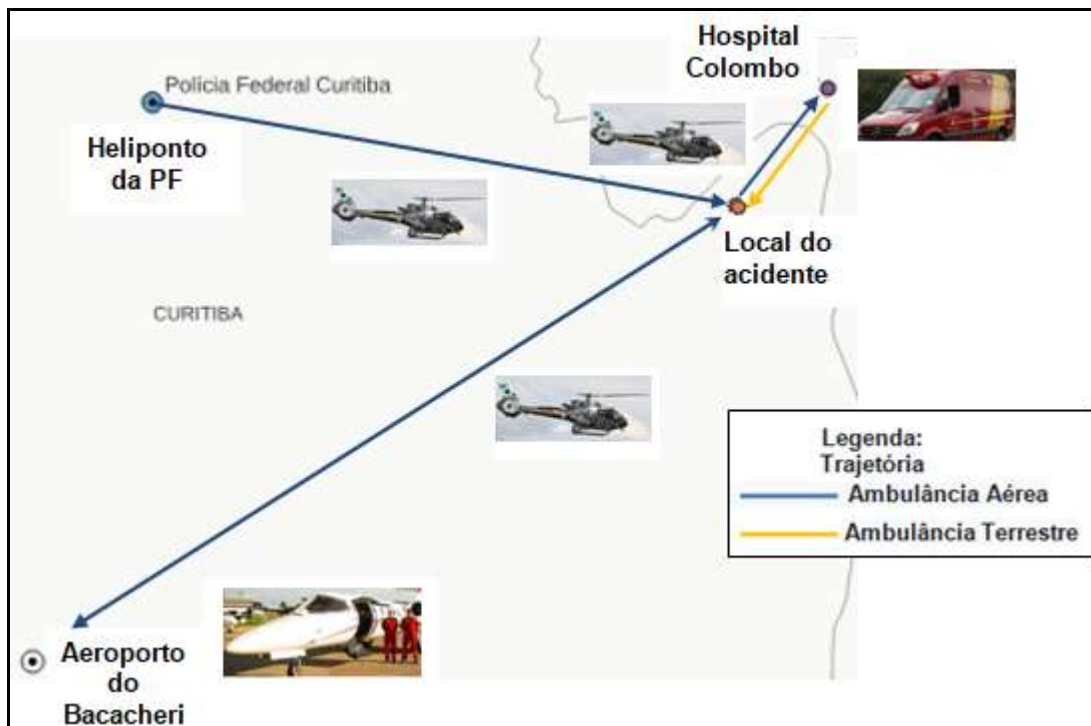 Hospital
Colombo
Polícia Federal Curitiba
Heliponto
da PF
Local do
acidente
CURITIBA
Legenda:
Trajetória
Ambulância Aérea
Ambulância Terrestre
Aeroporto
do
Bacacheri